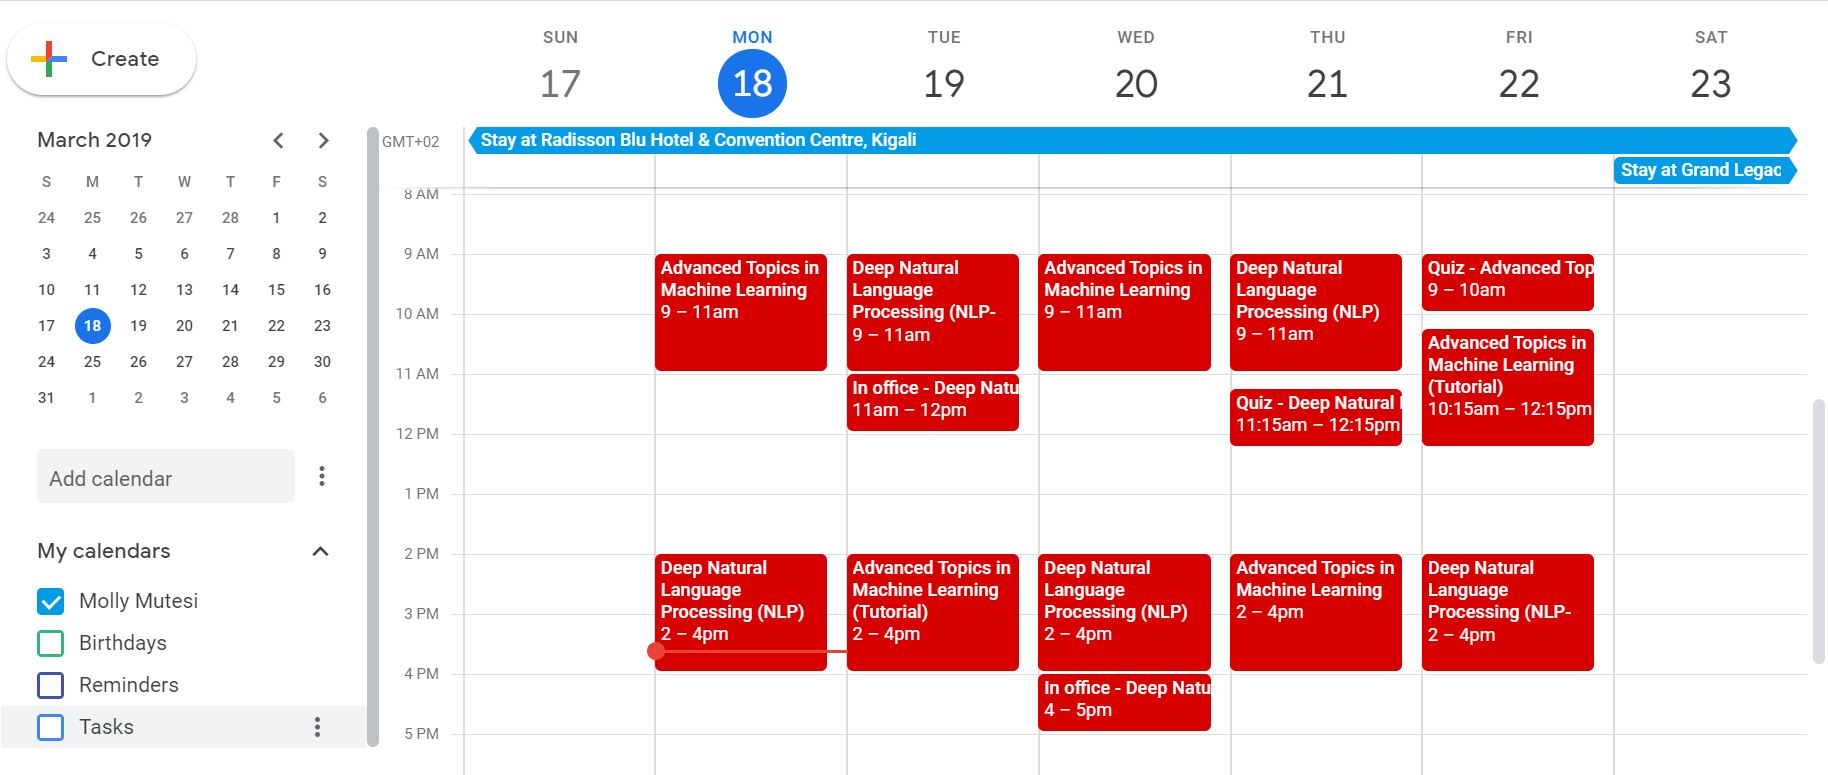 Create
SUN MON TUE WED THU FRI SAT
17 18 19 20 21 22 23
March 2019
GMT+02
Stay at Radisson Blu Hotel & Convention Centre, Kigali
Stay at Grand Legac
S M T W T F S
24 25 26 27 28 1 2
3 4 5 6 7 8 9
10 11 12 13 14 15 16
17 18 19 20 21 22 23
24 25 26 27 28 29 30
31 1 2 3 4 5 6
Add calendar
My calendars
Molly Mutesi
Birthdays
Reminders
Tasks
8 AM
9 AM
10 AM
11 AM
12 PM
1 PM
2 PM
3 PM
4 PM
5 PM
Advanced Topics in
Machine Learning
9 – 11am
Deep Natural
Language
Processing (NLP)
2 – 4pm
Deep Natural
Language
Processing (NLP-
9 – 11am
In office - Deep Natu
11am – 12pm
Advanced Topics in
Machine Learning
(Tutorial)
2 – 4pm
Advanced Topics in
Machine Learning
9 – 11am
Deep Natural
Language
Processing (NLP)
2 – 4pm
In office - Deep Natu
4 – 5pm
Deep Natural
Language
Processing (NLP)
9 – 11am
Quiz - Deep Natural
11:15am – 12:15pm
Advanced Topics in
Machine Learning
2 – 4pm
Quiz - Advanced Top
9 – 10am
Advanced Topics in
Machine Learning
(Tutorial)
10:15am – 12:15pm
Deep Natural
Language
Processing (NLP-
2 – 4pm